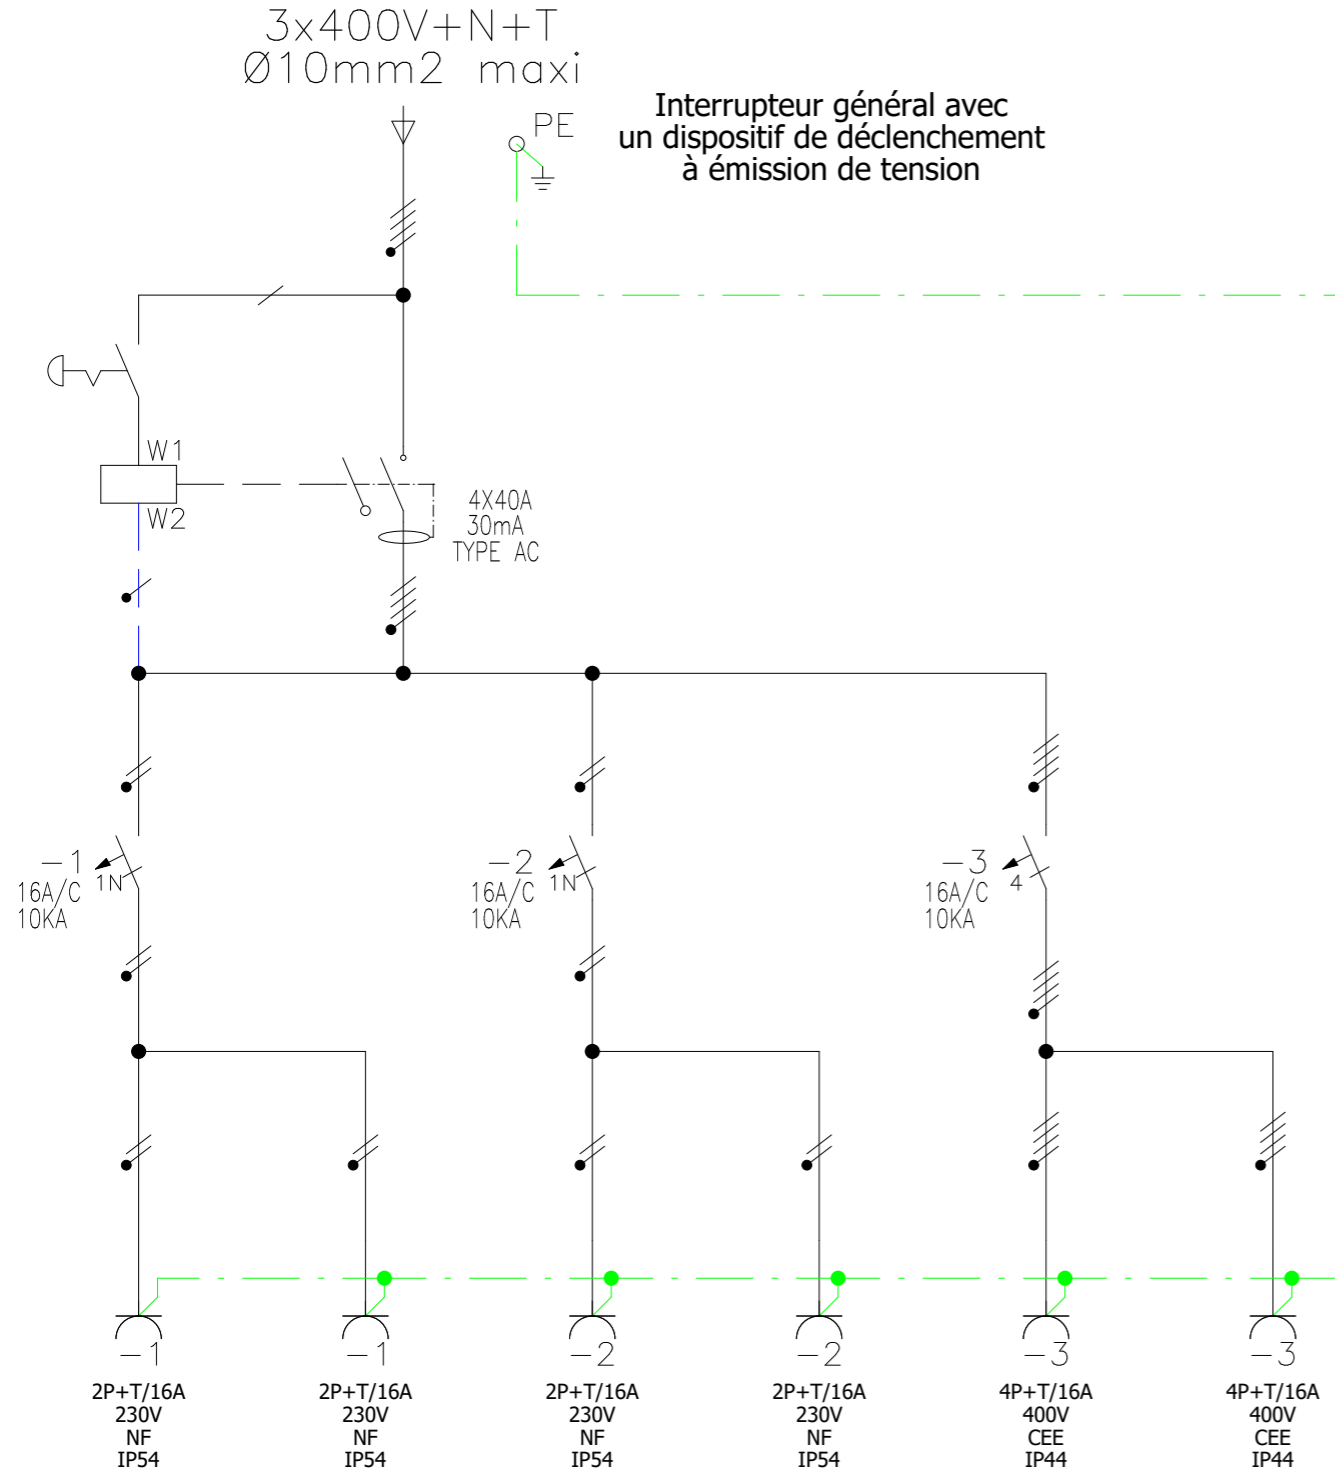 3x400V+N+T
Ø10mm2 maxi
PE
Interrupteur général avec
un dispositif de déclenchement
à émission de tension
W1
W2
4X40A
30mA
TYPE AC
-1
16A/C
10KA
1N
-2
16A/C
10KA
1N
-3
16A/C
10KA
4
-1
2P+T/16A
230V
NF
IP54
-1
2P+T/16A
230V
NF
IP54
-2
2P+T/16A
230V
NF
IP54
-2
2P+T/16A
230V
NF
IP54
-3
4P+T/16A
400V
CEE
IP44
-3
4P+T/16A
400V
CEE
IP44